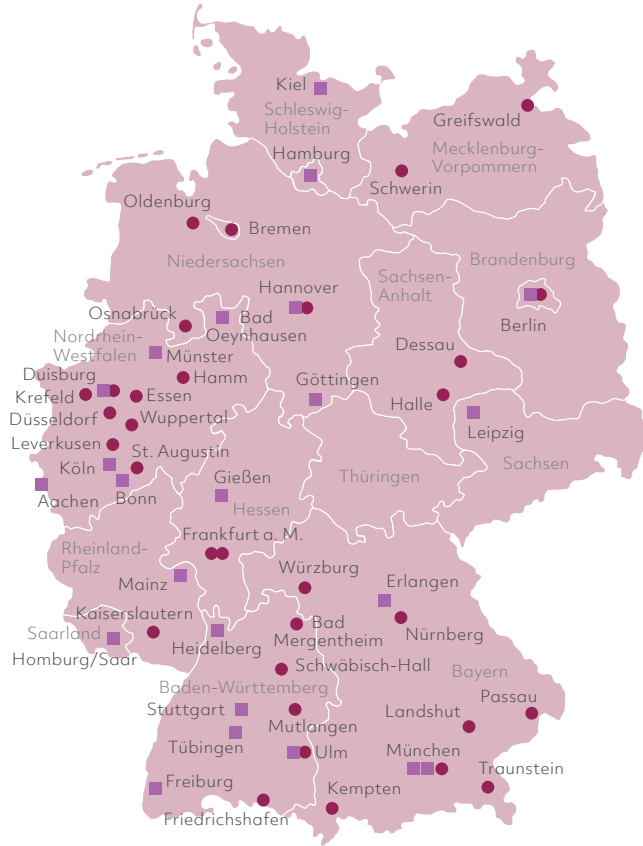 Kiel
Schleswig-
Holstein
Greifswald
Mecklenburg-
Vorpommern
Hamburg
Schwerin
Oldenburg
Bremen
Niedersachsen
Brandenburg
Sachsen-
Anhalt
Hannover
Osnabrück
Bad
Oeynhausen
Berlin
Nordrhein-
Westfalen
Münster
Dessau
Duisburg
Hamm
Göttingen
Krefeld
Essen
Halle
Düsseldorf
Wuppertal
Leipzig
Leverkusen
St. Augustin
Köln
Gießen
Thüringen
Sachsen
Aachen
Bonn
Hessen
Frankfurt a. M.
Rheinland-
Pfalz
Mainz
Würzburg
Erlangen
Kaiserslautern
Bad
Mergentheim
Nürnberg
Saarland
Homburg/Saar
Heidelberg
Schwäbisch-Hall
Bayern
Baden-Württemberg
Passau
Stuttgart
Mutlangen
Landshut
Tübingen
Ulm
München
Traunstein
Freiburg
Kempten
Friedrichshafen